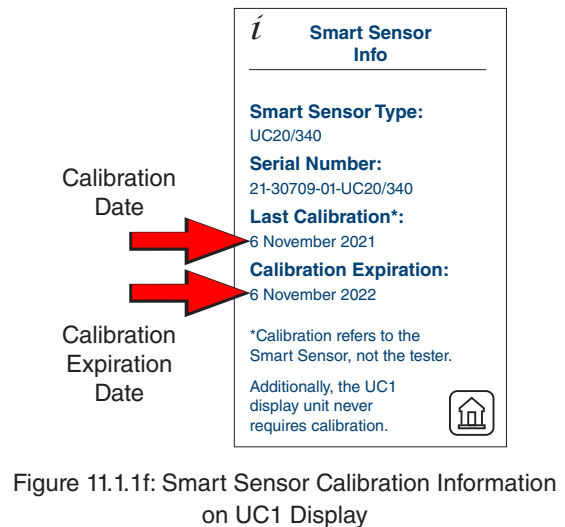 i
Smart Sensor
Info
Smart Sensor Type:
UC20/340
Serial Number:
21-30709-01-UC20/340
Calibration
Date
Last Calibration*:
6 November 2021
Calibration Expiration:
6 November 2022
Calibration
Expiration
Date
*Calibration refers to the
Smart Sensor, not the tester.
Additionally, the UC1
display unit never
requires calibration.
Figure 11.1.1f: Smart Sensor Calibration Information
on UC1 Display